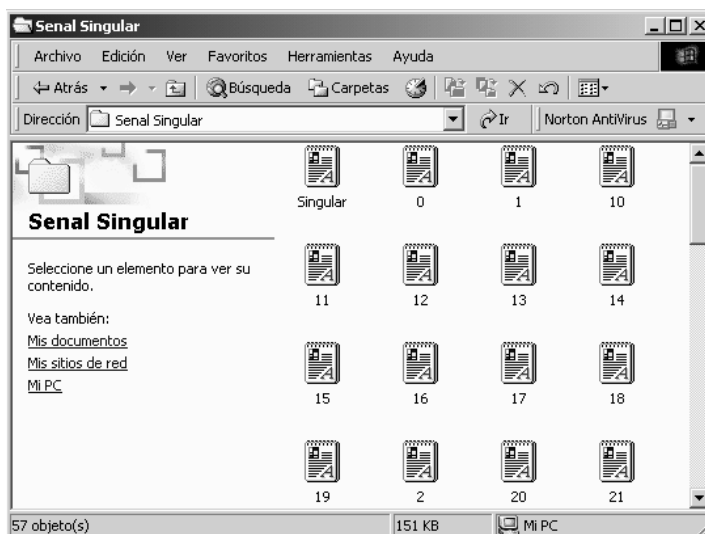 Senal Singular
Archivo Edición Ver Favoritos Herramientas Ayuda
Atrás Búsqueda Carpetas
Dirección Senal Singular Ir Norton AntiVirus
Senal Singular
Seleccione un elemento para ver su
contenido.
Vea también:
Mis documentos
Mis sitios de red
Mi PC
Singular 0 1 10
11 12 13 14
15 16 17 18
19 2 20 21
57 objeto(s) 151 KB Mi PC